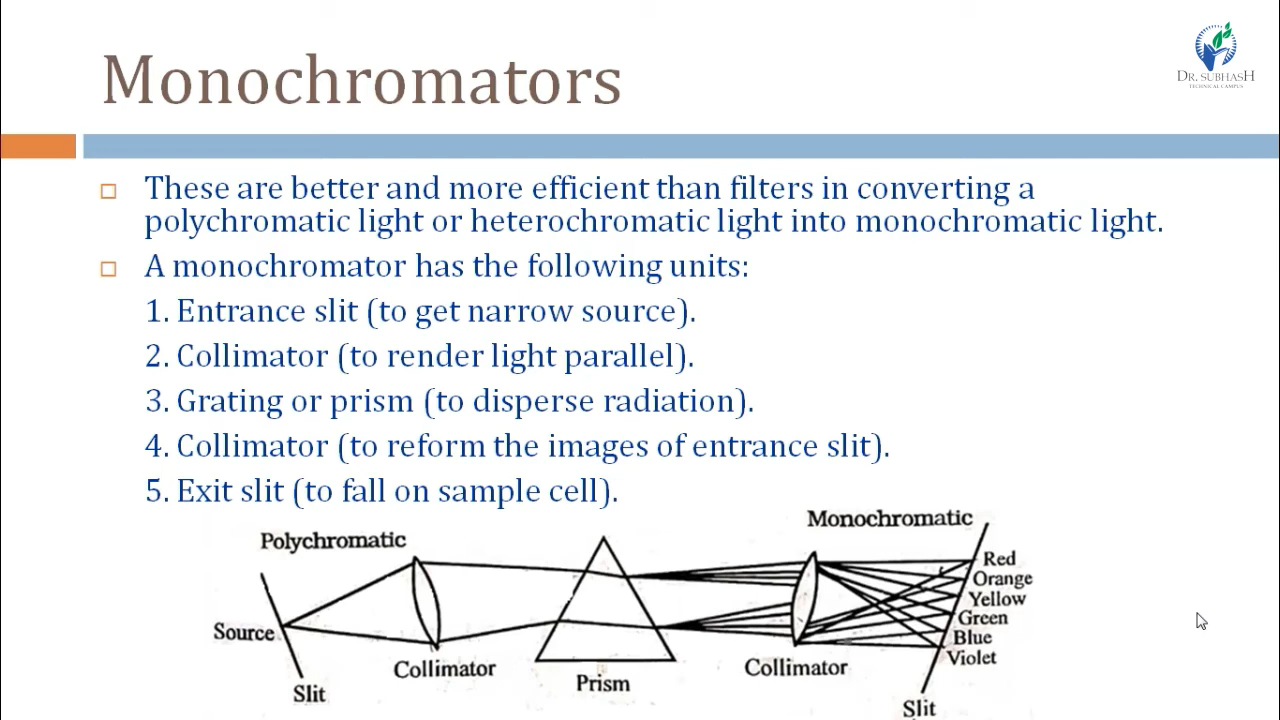 Monochromators
DR. SUBHASH
TECHNICAL CAMPUS
These are better and more efficient than filters in converting a
polychromatic light or heterochromatic light into monochromatic light.
A monochromator has the following units:
1. Entrance slit (to get narrow source).
2. Collimator (to render light parallel).
3. Grating or prism (to disperse radiation).
4. Collimator (to reform the images of entrance slit).
5. Exit slit (to fall on sample cell).
Polychromatic
Monochromatic
Red
Orange
Yellow
Green
Blue
Violet
Source
Collimator
Collimator
Prism
Slit
Slit